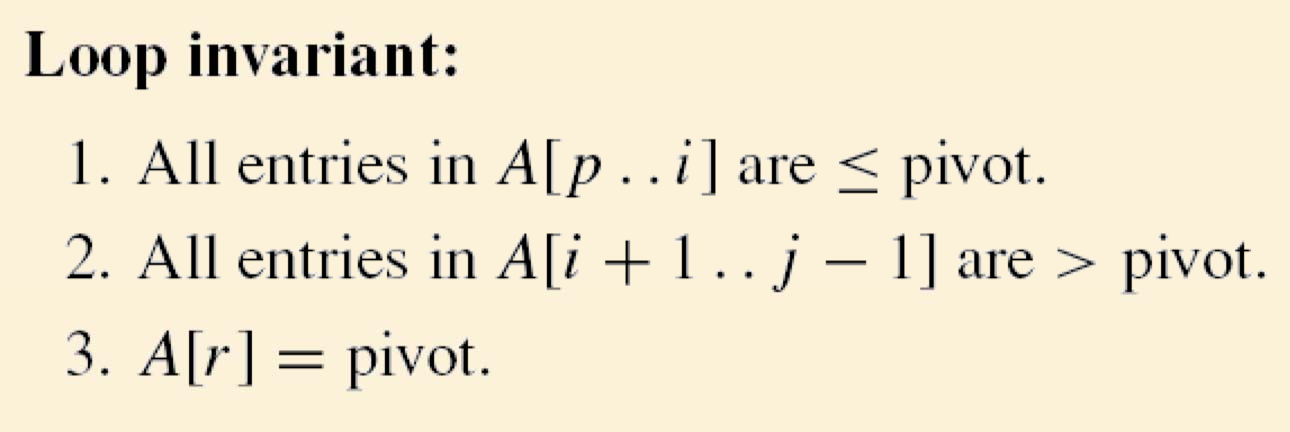 Loop invariant:
1. All entries in A[p . . i] are ≤ pivot.
2. All entries in A[i + 1 . . j − 1] are > pivot.
3. A[r] = pivot.